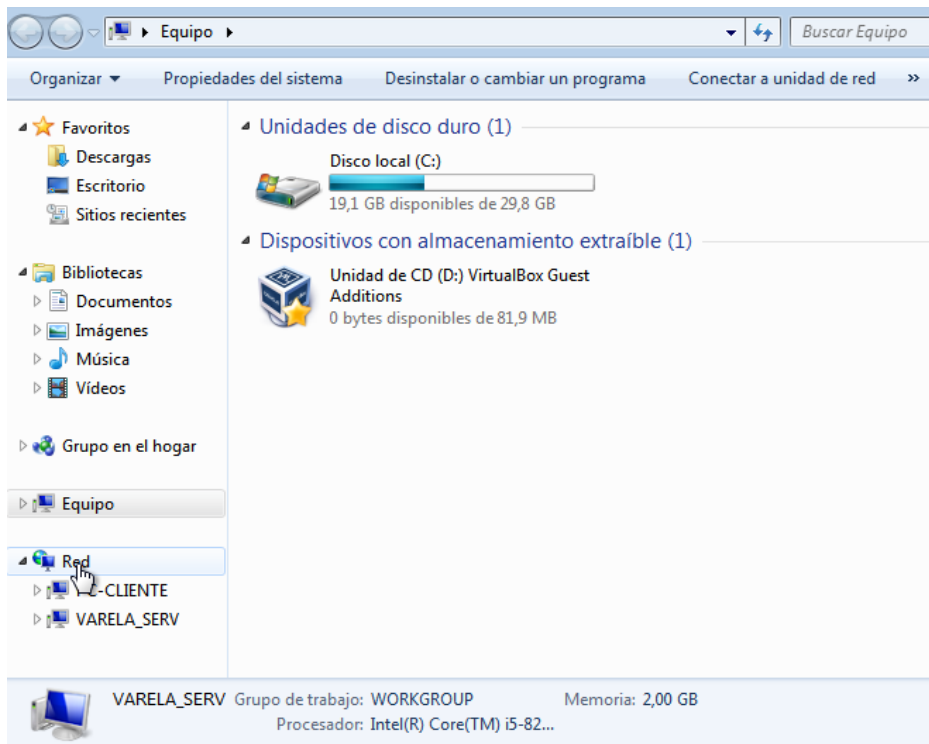 Equipo
Buscar Equipo
Organizar Propiedades del sistema Desinstalar o cambiar un programa Conectar a unidad de red »
Favoritos
Descargas
Escritorio
Sitios recientes
Bibliotecas
Documentos
Imágenes
Música
Vídeos
Grupo en el hogar
Equipo
Red
-CLIENTE
VARELA_SERV
Unidades de disco duro (1)
Disco local (C:)
19,1 GB disponibles de 29,8 GB
Dispositivos con almacenamiento extraíble (1)
Unidad de CD (D:) VirtualBox Guest
Additions
0 bytes disponibles de 81,9 MB
VARELA_SERV Grupo de trabajo: WORKGROUP Memoria: 2,00 GB
Procesador: Intel(R) Core(TM) i5-82...